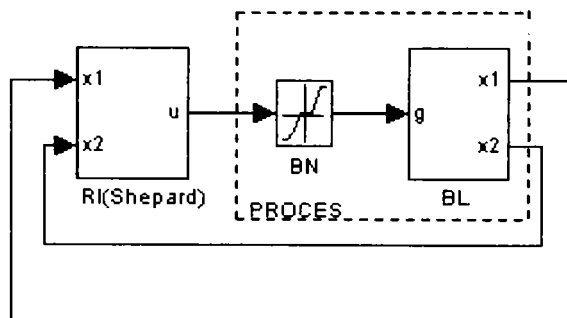 x1
x2
u
RI(Shepard)
BN
g
x1
x2
BL
PROCES